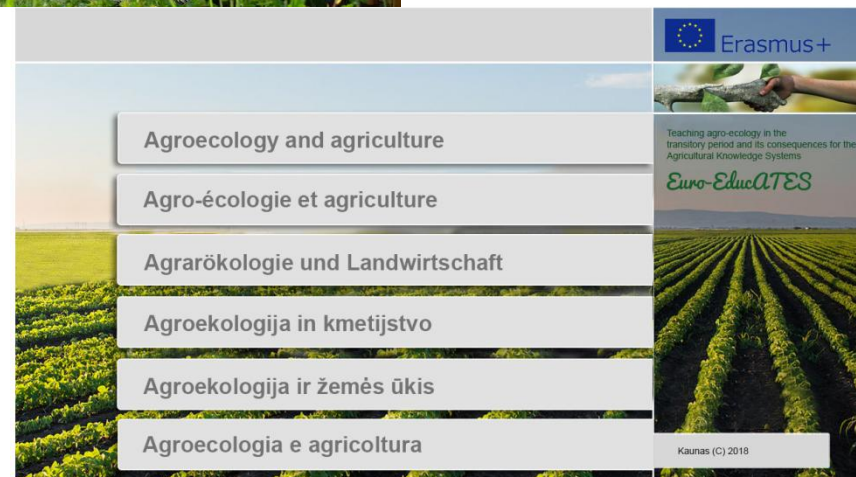 Erasmus+
Agroecology and agriculture
Teaching agro-ecology in the
transitory period and its consequences for the
Agricultural Knowledge Systems
Euro-EducATES
Agro-écologie et agriculture
Agrarökologie und Landwirtschaft
Agroekologija in kmetijstvo
Agroekologija ir žemės ūkis
Agroecologia e agricoltura
Kaunas (C) 2018